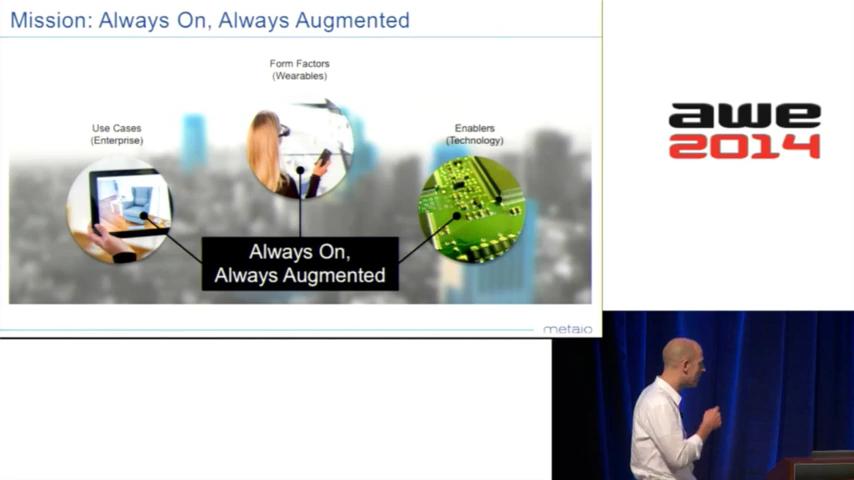 Mission: Always On, Always Augmented
Form Factors
(Wearables)
Use Cases
(Enterprise)
Enablers
(Technology)
Always On,
Always Augmented
metaio
awe
2014